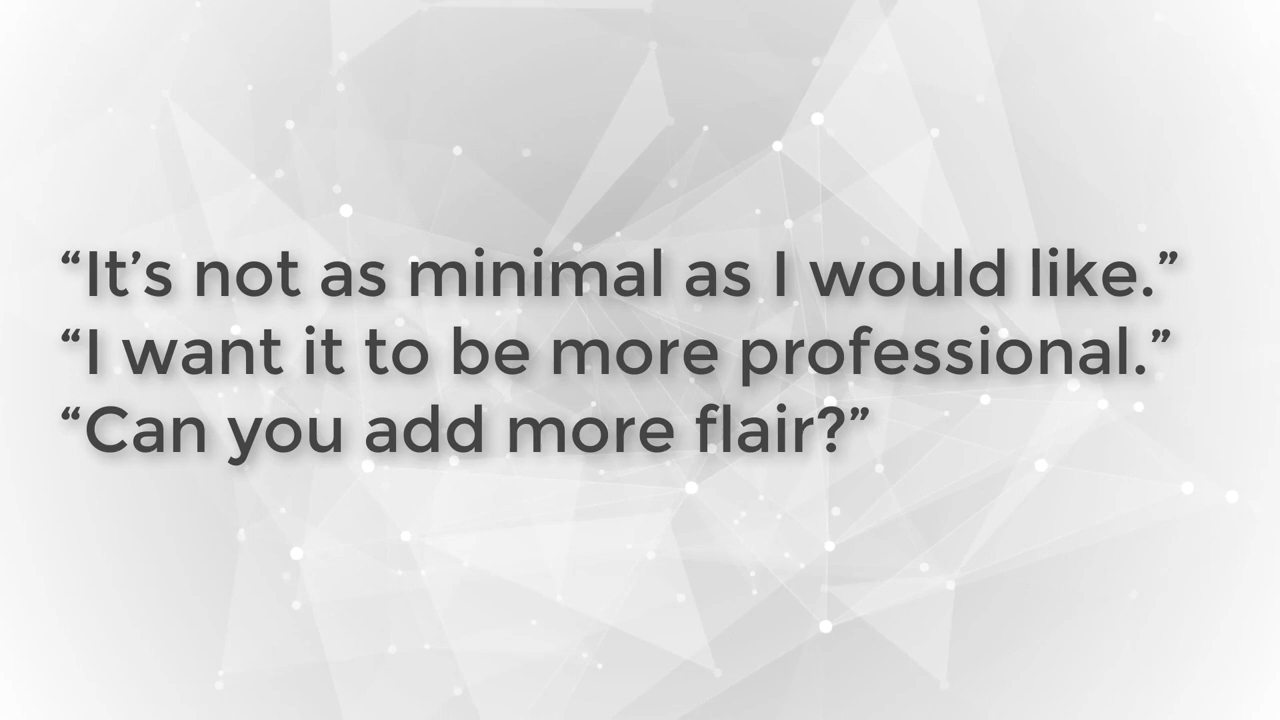 “It’s not as minimal as I would like.”
“I want it to be more professional.”
“Can you add more flair?”